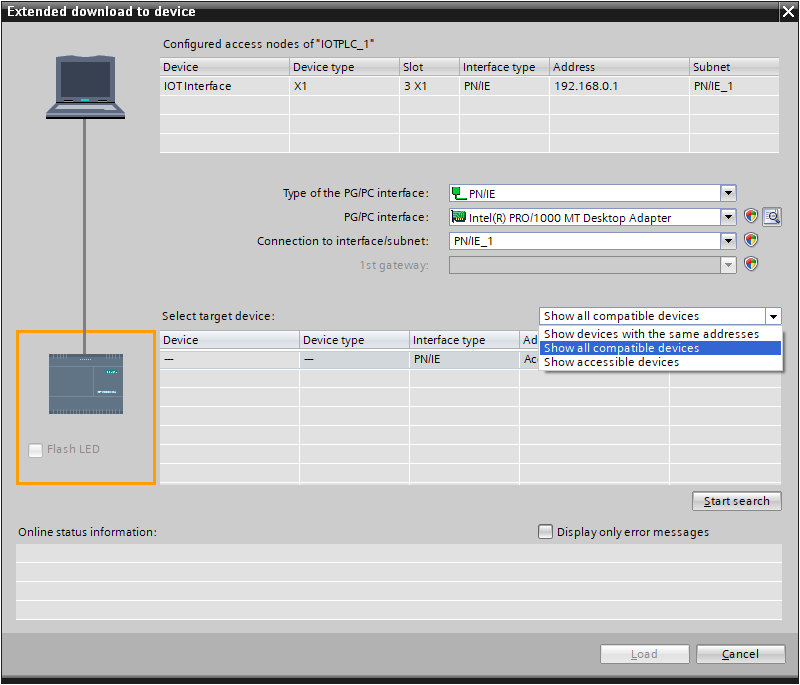 Extended download to device
Configured access nodes of "IOTPLC_1"
Device Device type Slot Interface type Address Subnet
IOT Interface X1 3 X1 PN/IE 192.168.0.1 PN/IE_1
Type of the PG/PC interface: PN/IE
PG/PC interface: Intel(R) PRO/1000 MT Desktop Adapter
Connection to interface/subnet: PN/IE_1
1st gateway:
Select target device: Show all compatible devices
Show devices with the same addresses
Device Device type Interface type Ad
Show all compatible devices
— — PN/IE Ac
Show accessible devices
Flash LED
Start search
Online status information: Display only error messages
Load Cancel